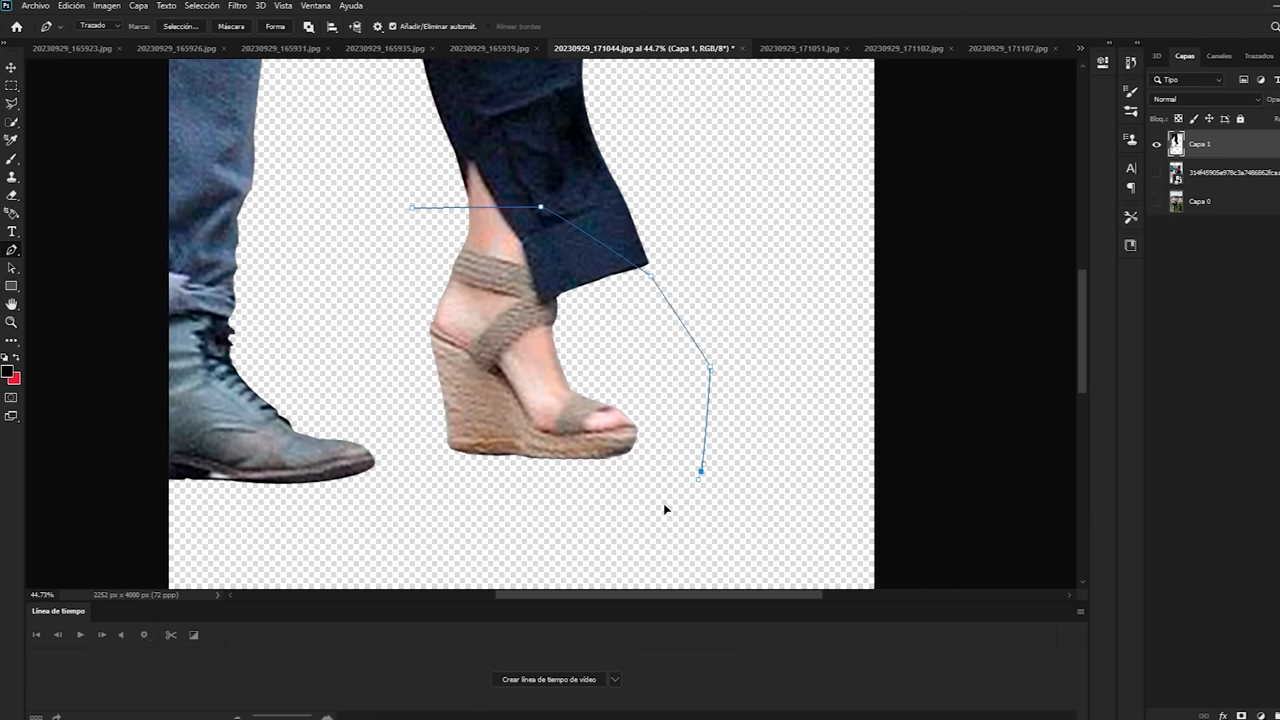 Ps Archivo Edición Imagen Capa Texto Selección Filtro 3D Vista Ventana Ayuda
Trazado Marca: Selección... Máscara Forma Añadir/Eliminar automát. Alinear bordes
20230929_165923.jpg × 20230929_165926.jpg × 20230929_165931.jpg × 20230929_165935.jpg × 20230929_165939.jpg × 20230929_171044.jpg al 44.7% (Capa 1, RGB/8*) * × 20230929_171051.jpg × 20230929_171102.jpg × 20230929_171107.jpg ×
3D Capas Canales Trazados
Tipo
Normal Opa
Bloq.:
Capa 1
Capa 0
44.73% 2252 px x 4000 px (72 ppp)
Línea de tiempo
Crear línea de tiempo de vídeo
fx